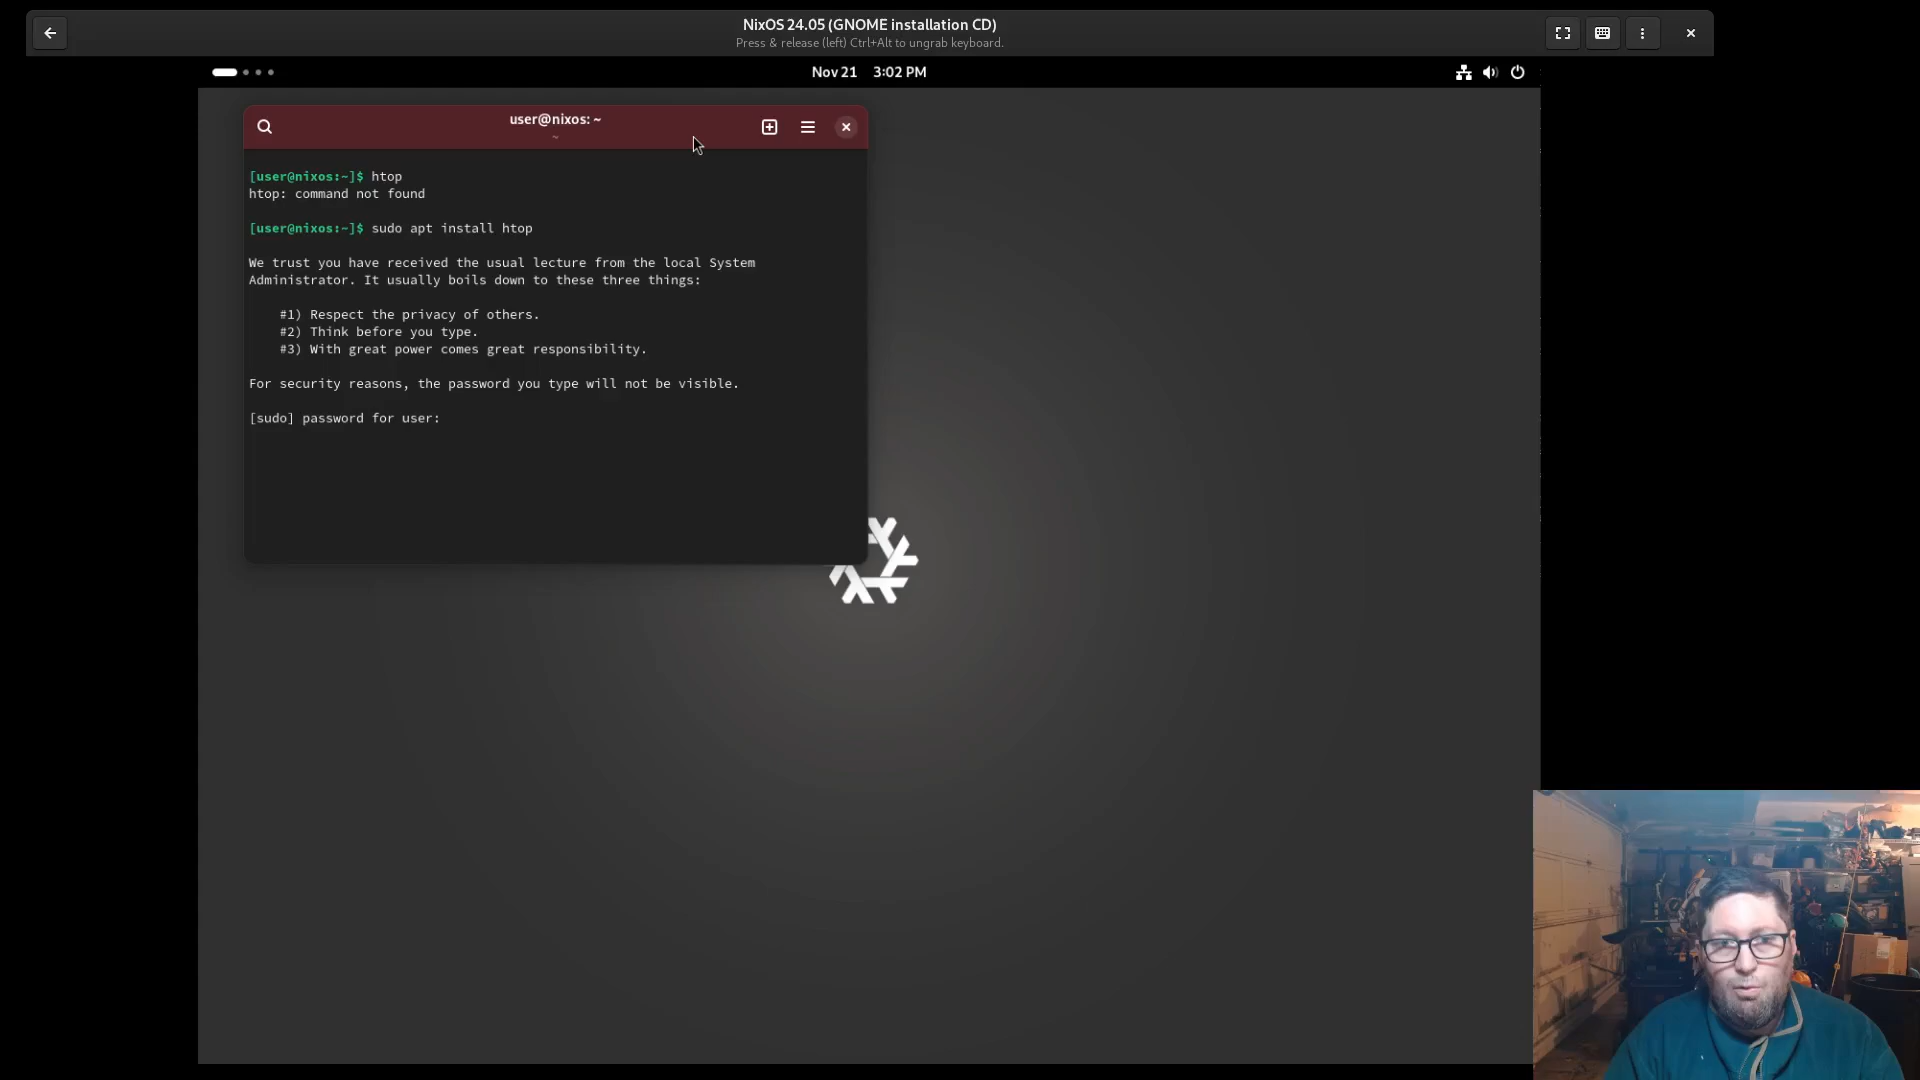 NixOS 24.05 (GNOME installation CD)
Press & release (left) Ctrl+Alt to ungrab keyboard.
Nov 21 3:02 PM
user@nixos: ~
~
[user@nixos:~]$ htop
htop: command not found
[user@nixos:~]$ sudo apt install htop
We trust you have received the usual lecture from the local System
Administrator. It usually boils down to these three things:
#1) Respect the privacy of others.
#2) Think before you type.
#3) With great power comes great responsibility.
For security reasons, the password you type will not be visible.
[sudo] password for user: